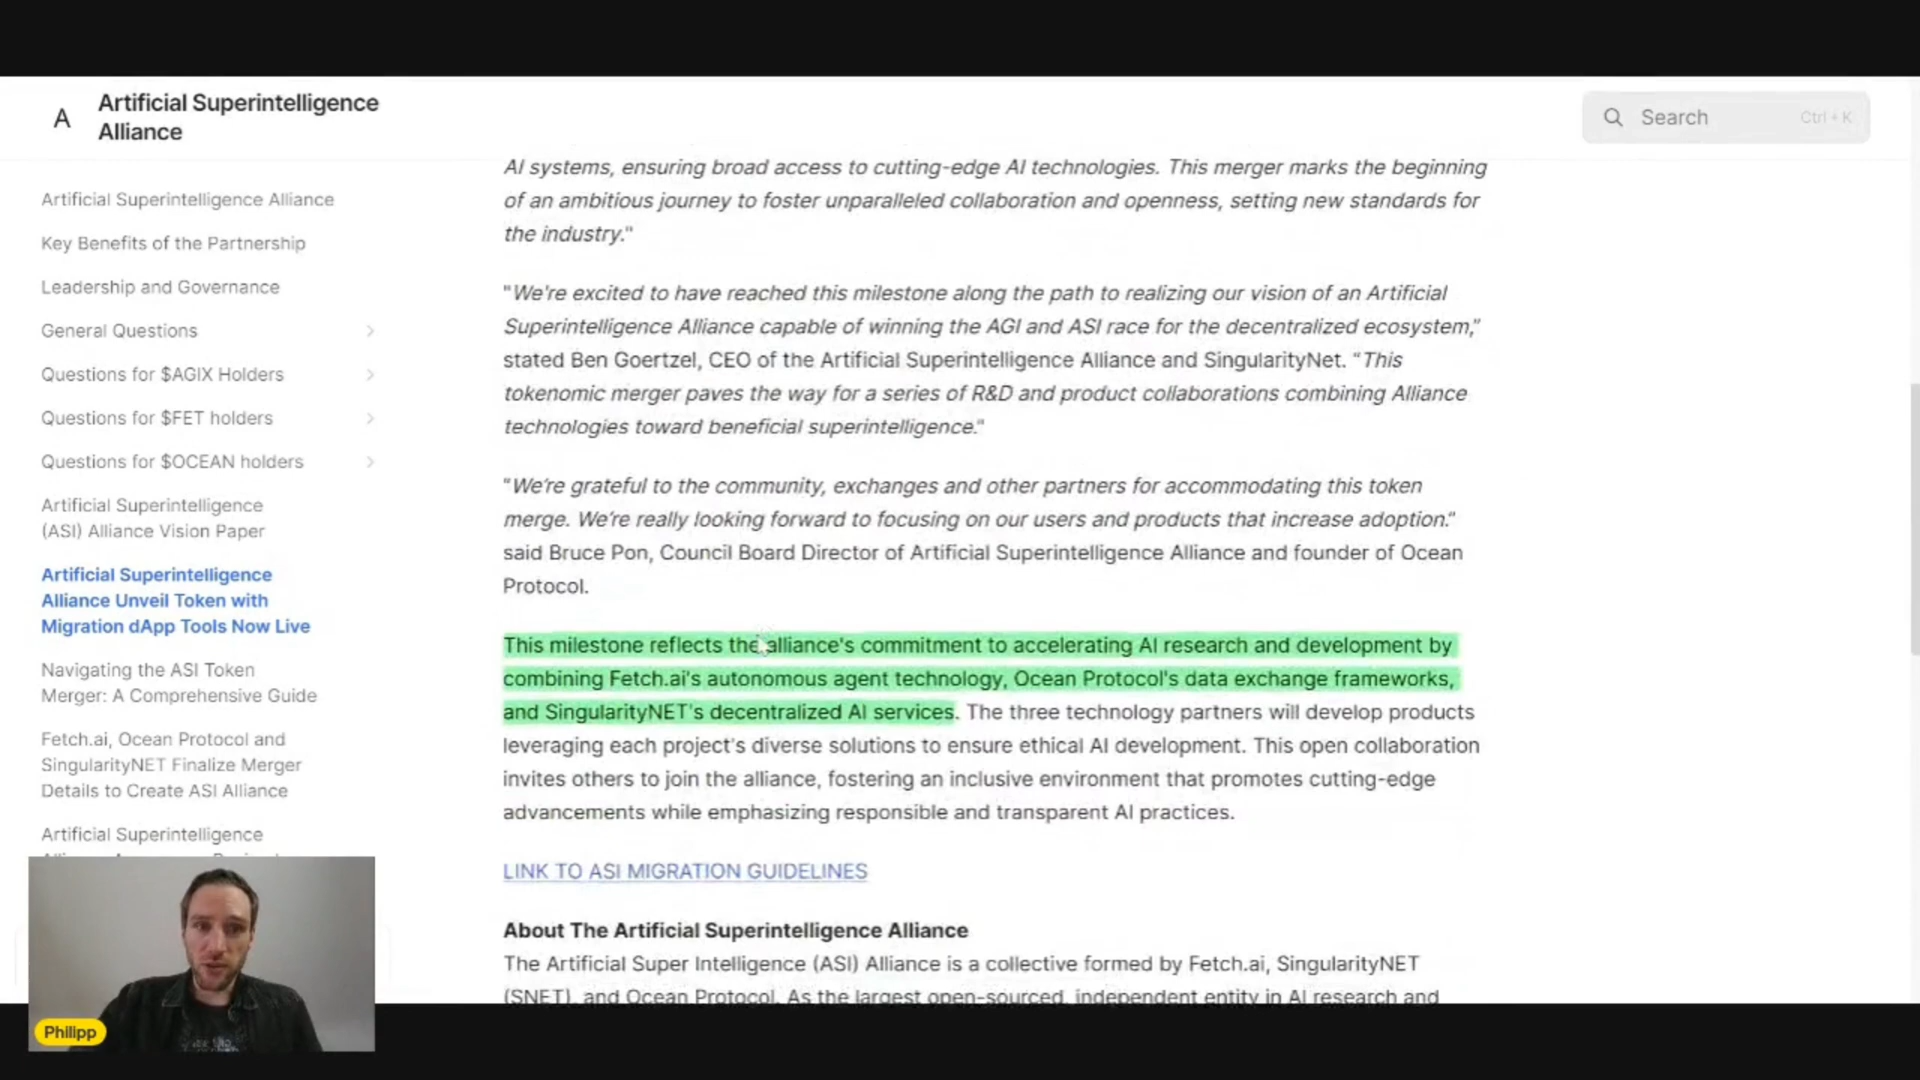 A
Artificial Superintelligence
Alliance
Search
Ctrl + K
Artificial Superintelligence Alliance
Key Benefits of the Partnership
Leadership and Governance
General Questions
Questions for $AGIX Holders
Questions for $FET holders
Questions for $OCEAN holders
Artificial Superintelligence
(ASI) Alliance Vision Paper
Artificial Superintelligence
Alliance Unveil Token with
Migration dApp Tools Now Live
Navigating the ASI Token
Merger: A Comprehensive Guide
Fetch.ai, Ocean Protocol and
SingularityNET Finalize Merger
Details to Create ASI Alliance
Artificial Superintelligence
AI systems, ensuring broad access to cutting-edge AI technologies. This merger marks the beginning
of an ambitious journey to foster unparalleled collaboration and openness, setting new standards for
the industry."
"We're excited to have reached this milestone along the path to realizing our vision of an Artificial
Superintelligence Alliance capable of winning the AGI and ASI race for the decentralized ecosystem,”
stated Ben Goertzel, CEO of the Artificial Superintelligence Alliance and SingularityNet. “This
tokenomic merger paves the way for a series of R&D and product collaborations combining Alliance
technologies toward beneficial superintelligence."
"We’re grateful to the community, exchanges and other partners for accommodating this token
merge. We’re really looking forward to focusing on our users and products that increase adoption."
said Bruce Pon, Council Board Director of Artificial Superintelligence Alliance and founder of Ocean
Protocol.
This milestone reflects the alliance's commitment to accelerating AI research and development by
combining Fetch.ai's autonomous agent technology, Ocean Protocol's data exchange frameworks,
and SingularityNET's decentralized AI services. The three technology partners will develop products
leveraging each project's diverse solutions to ensure ethical AI development. This open collaboration
invites others to join the alliance, fostering an inclusive environment that promotes cutting-edge
advancements while emphasizing responsible and transparent AI practices.
LINK TO ASI MIGRATION GUIDELINES
About The Artificial Superintelligence Alliance
The Artificial Super Intelligence (ASI) Alliance is a collective formed by Fetch.ai, SingularityNET
(SNET), and Ocean Protocol. As the largest open-sourced, independent entity in AI research and
Philipp